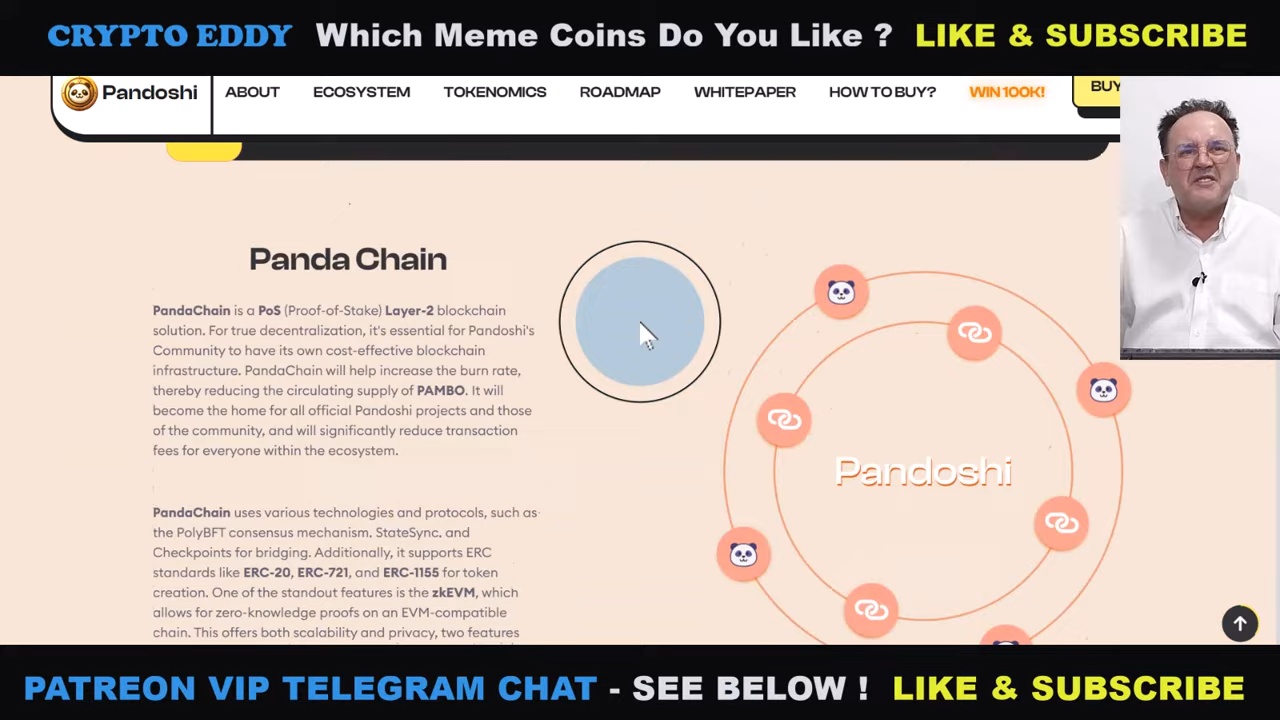 CRYPTO EDDY Which Meme Coins Do You Like ? LIKE & SUBSCRIBE
Pandoshi ABOUT ECOSYSTEM TOKENOMICS ROADMAP WHITEPAPER HOW TO BUY? WIN 100K! BUY
Panda Chain
PandaChain is a PoS (Proof-of-Stake) Layer-2 blockchain
solution. For true decentralization, it's essential for Pandoshi's
Community to have its own cost-effective blockchain
infrastructure. PandaChain will help increase the burn rate,
thereby reducing the circulating supply of PAMBO. It will
become the home for all official Pandoshi projects and those
of the community, and will significantly reduce transaction
fees for everyone within the ecosystem.
PandaChain uses various technologies and protocols, such as
the PolyBFT consensus mechanism. StateSync. and
Checkpoints for bridging. Additionally, it supports ERC
standards like ERC-20, ERC-721, and ERC-1155 for token
creation. One of the standout features is the zkEVM, which
allows for zero-knowledge proofs on an EVM-compatible
chain. This offers both scalability and privacy, two features
Pandoshi
PATREON VIP TELEGRAM CHAT - SEE BELOW ! LIKE & SUBSCRIBE